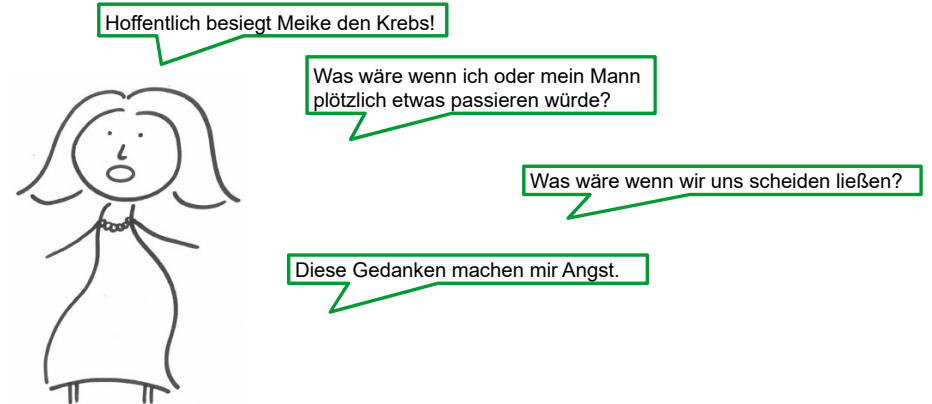 Hoffentlich besiegt Meike den Krebs!
Was wäre wenn ich oder mein Mann
plötzlich etwas passieren würde?
Was wäre wenn wir uns scheiden ließen?
Diese Gedanken machen mir Angst.